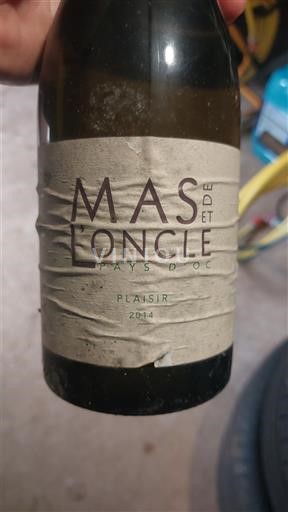 MAS
ET DE
L'ONCLE
PAYS D'OC
PLAISIR
2014